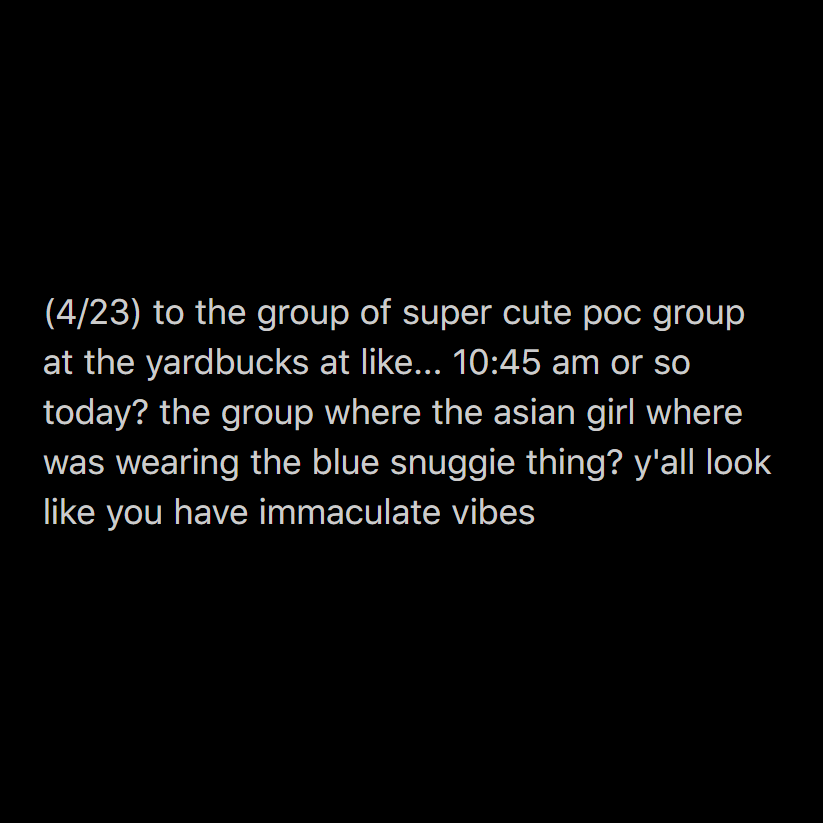 (4/23) to the group of super cute poc group
at the yardbucks at like... 10:45 am or so
today? the group where the asian girl where
was wearing the blue snuggie thing? y'all look
like you have immaculate vibes